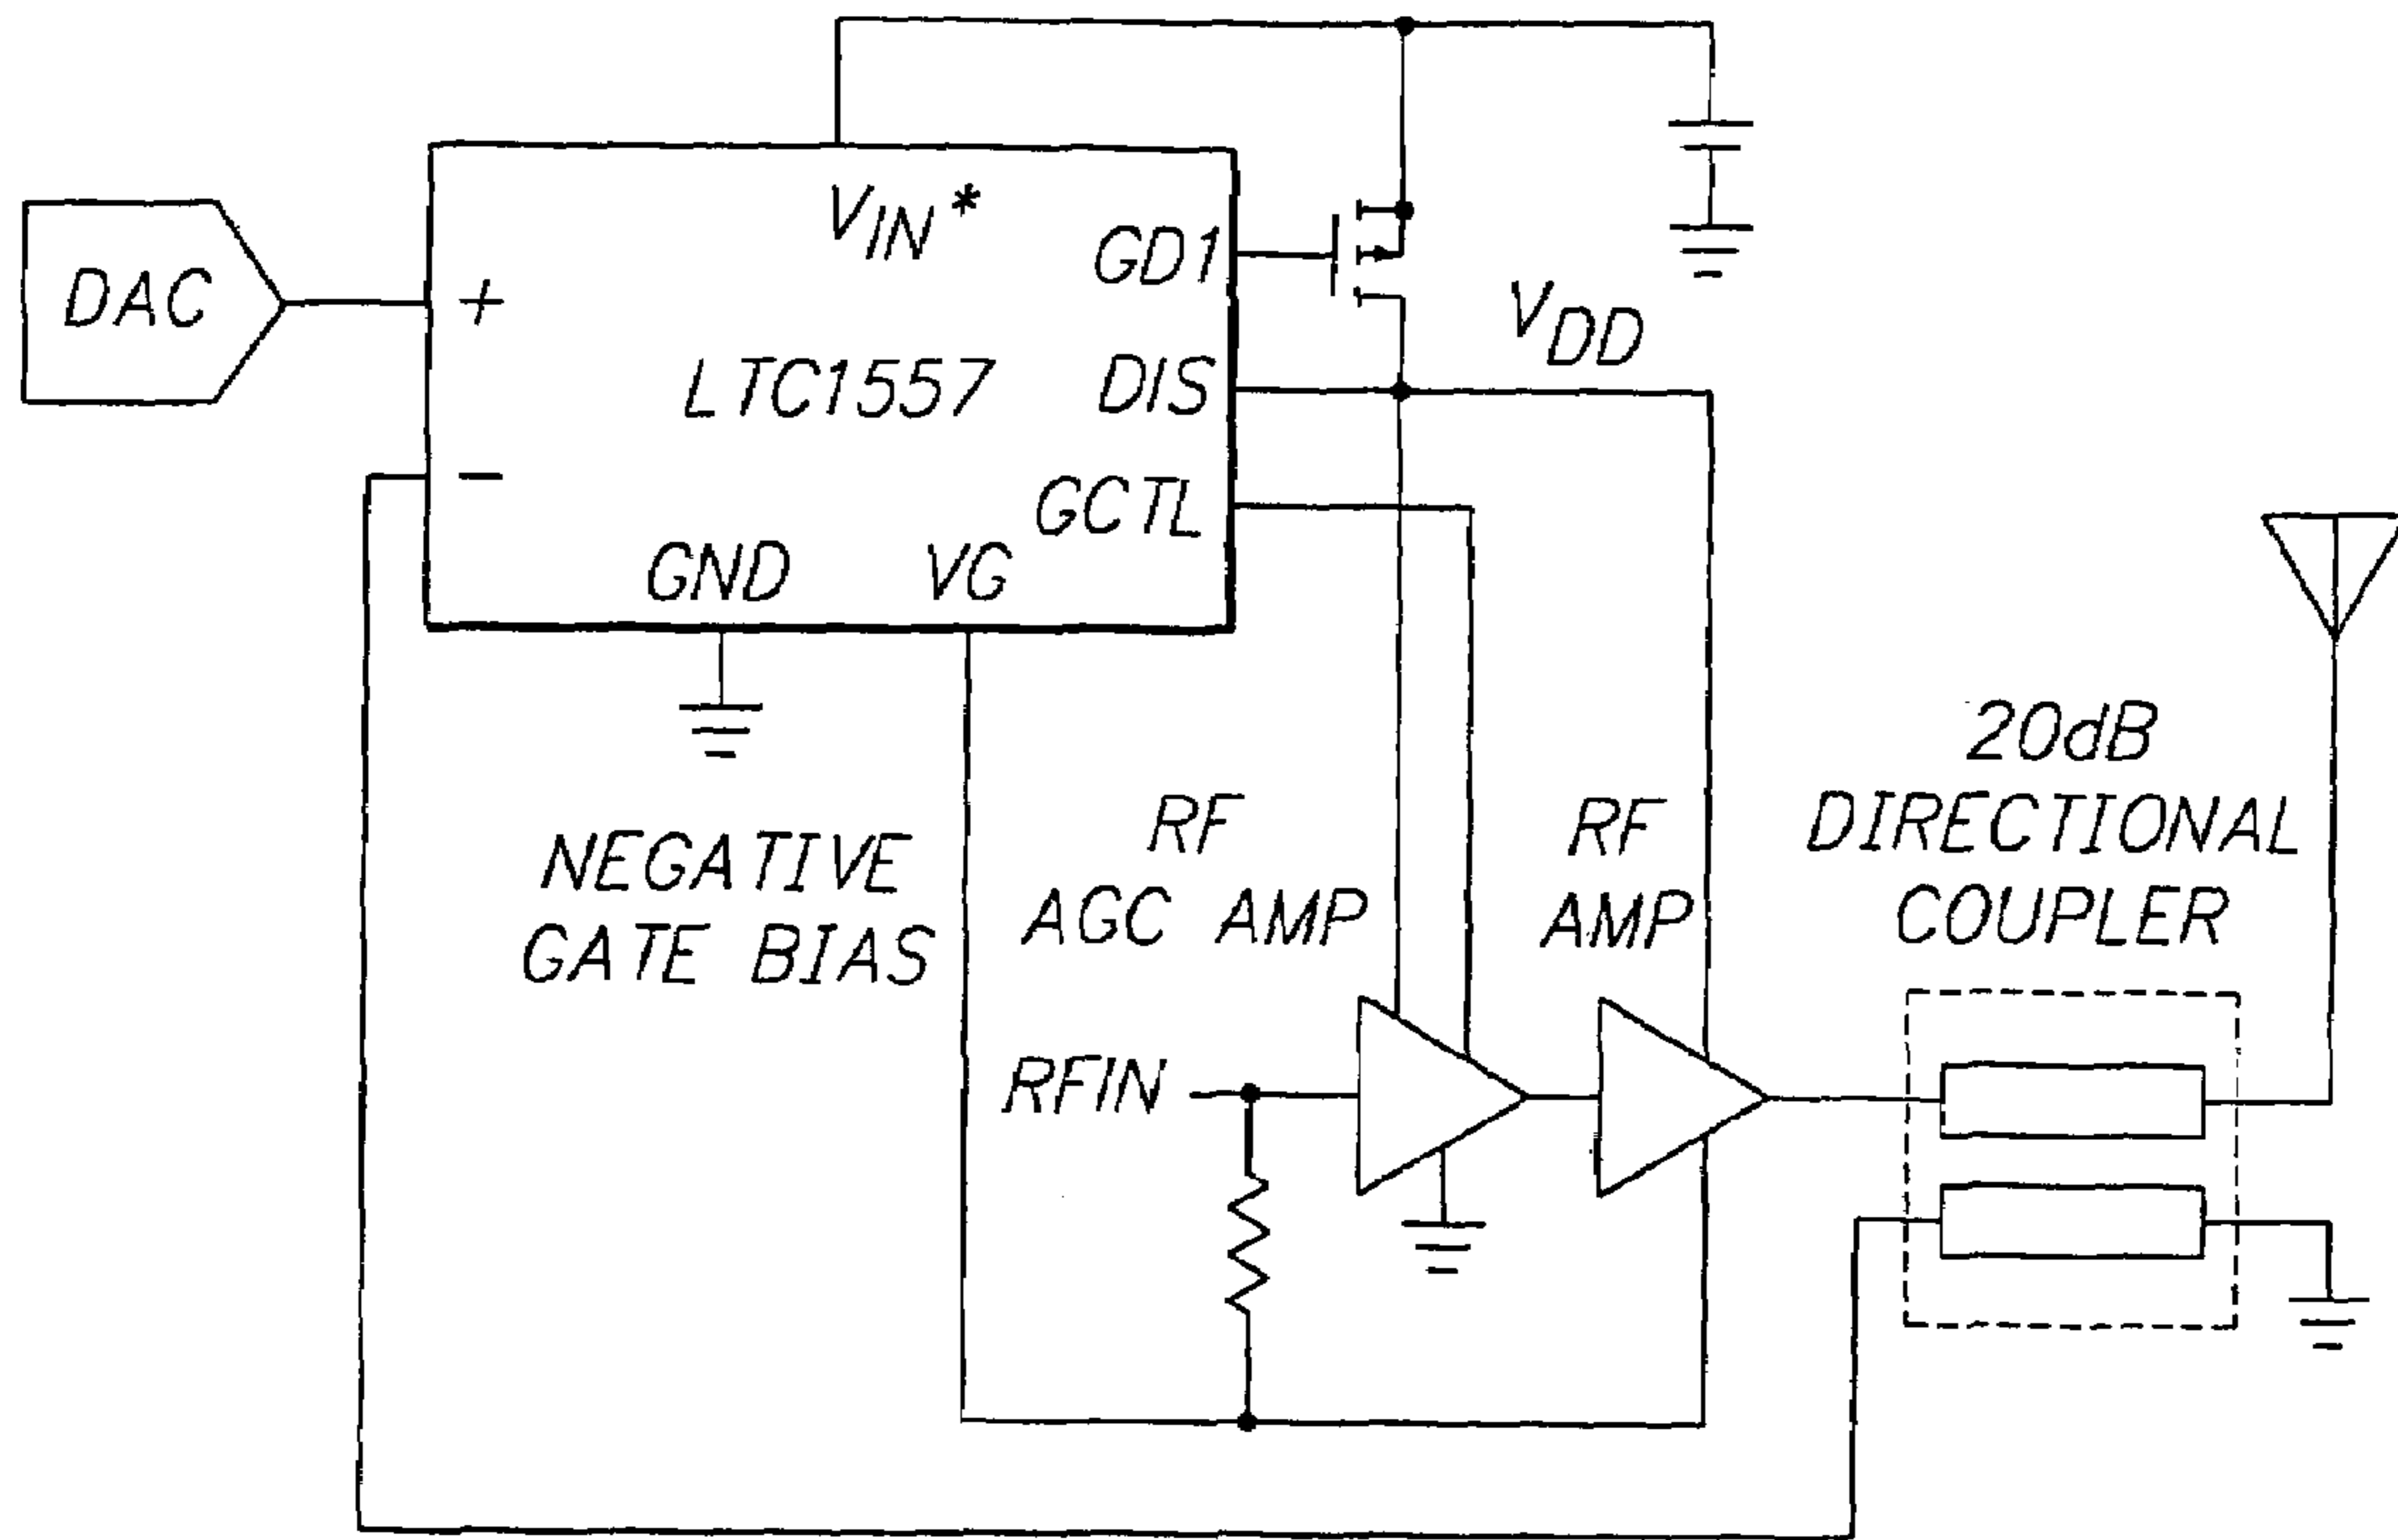 DAC
+
-
VIN*
LTC1557
GD1
DIS
GCTL
GND
VG
VDD
NEGATIVE
GATE BIAS
RF
AGC AMP
RF
AMP
20dB
DIRECTIONAL
COUPLER
RFIN